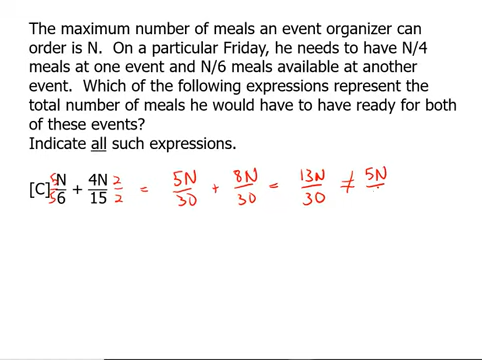 The maximum number of meals an event organizer can
order is N. On a particular Friday, he needs to have N/4
meals at one event and N/6 meals available at another
event. Which of the following expressions represent the
total number of meals he would have to have ready for both
of these events?
Indicate all such expressions.
[C] 5/5 N/6 + 4N/15 2/2 = 5N/30 + 8N/30 = 13N/30 ≠ 5N